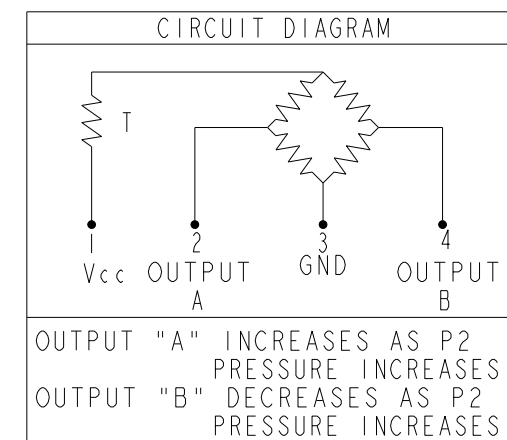 CIRCUIT DIAGRAM
T
1 2 3 4
Vcc OUTPUT GND OUTPUT
A B
OUTPUT "A" INCREASES AS P2
PRESSURE INCREASES
OUTPUT "B" DECREASES AS P2
PRESSURE INCREASES